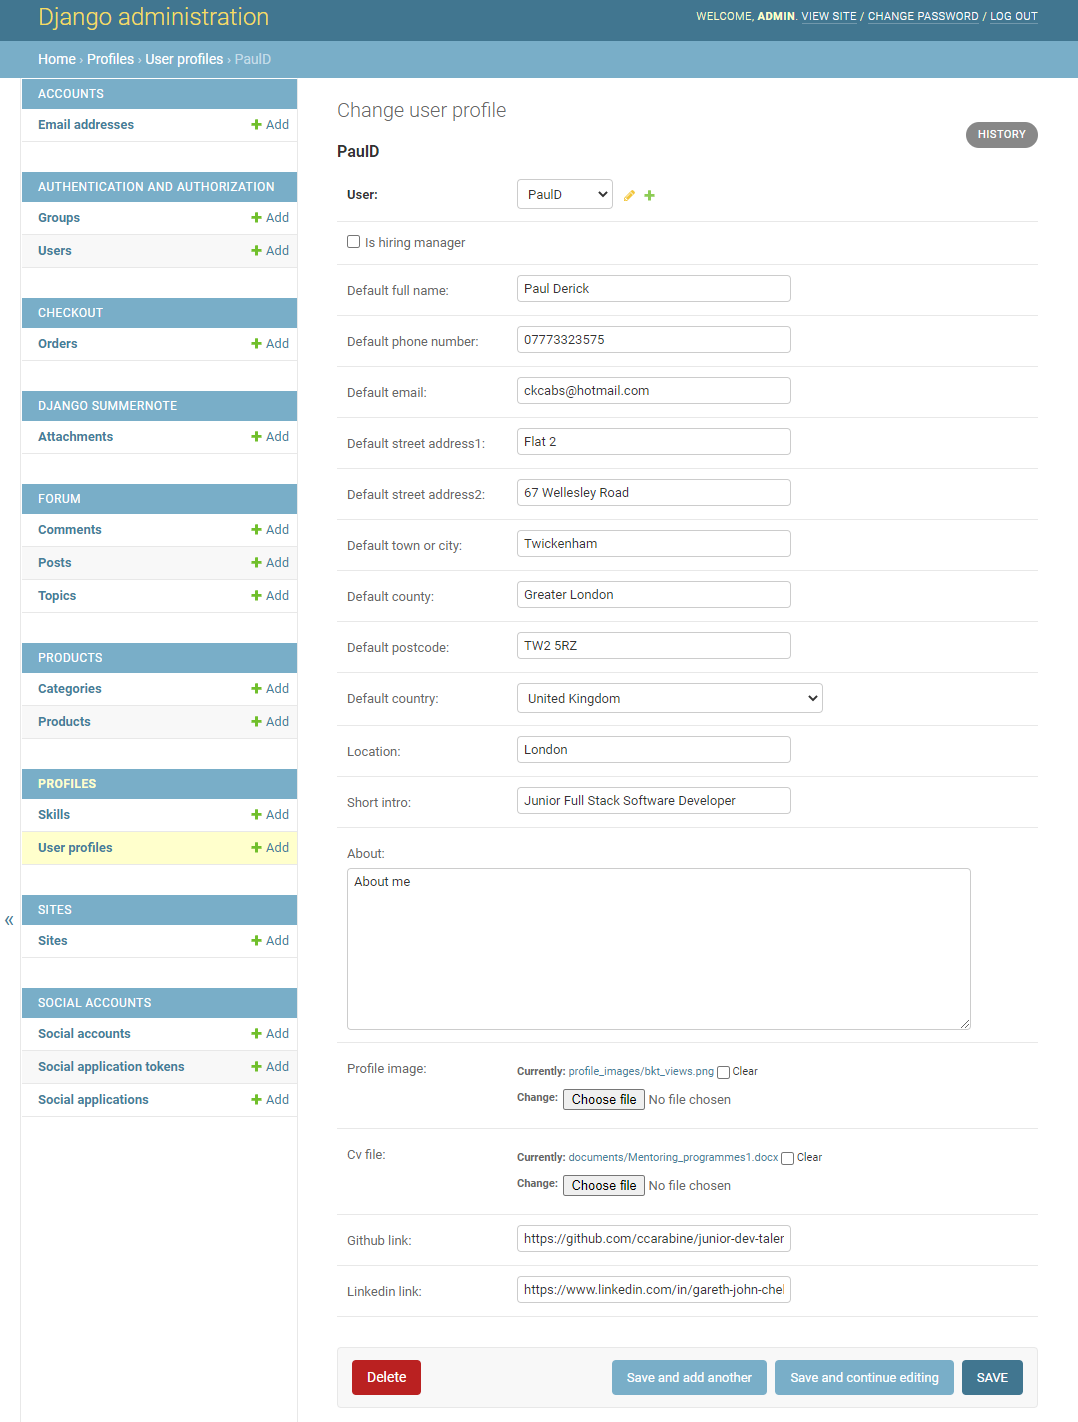 Django administration
WELCOME, ADMIN. VIEW SITE / CHANGE PASSWORD / LOG OUT
Home › Profiles › User profiles › PaulD
ACCOUNTS
Email addresses + Add
AUTHENTICATION AND AUTHORIZATION
Groups + Add
Users + Add
CHECKOUT
Orders + Add
DJANGO SUMMERNOTE
Attachments + Add
FORUM
Comments + Add
Posts + Add
Topics + Add
PRODUCTS
Categories + Add
Products + Add
PROFILES
Skills + Add
User profiles + Add
SITES
Sites + Add
SOCIAL ACCOUNTS
Social accounts + Add
Social application tokens + Add
Social applications + Add
«
Change user profile
HISTORY
PaulD
User: PaulD
Is hiring manager
Default full name: Paul Derick
Default phone number: 07773323575
Default email: ckcabs@hotmail.com
Default street address1: Flat 2
Default street address2: 67 Wellesley Road
Default town or city: Twickenham
Default county: Greater London
Default postcode: TW2 5RZ
Default country: United Kingdom
Location: London
Short intro: Junior Full Stack Software Developer
About:
About me
Profile image: Currently: profile_images/bkt_views.png Clear
Change: Choose file No file chosen
Cv file: Currently: documents/Mentoring_programmes1.docx Clear
Change: Choose file No file chosen
Github link: https://github.com/ccarabine/junior-dev-taler
Linkedin link: https://www.linkedin.com/in/gareth-john-chel
Delete Save and add another Save and continue editing SAVE